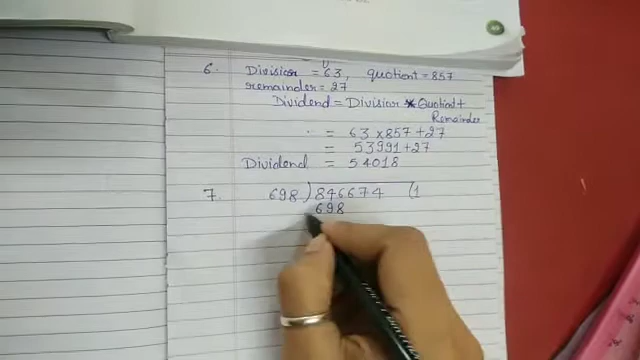 6. Division = 63, quotient = 857
remainder = 27
Dividend = Division × Quotient +
Remainder
= 63 × 857 + 27
= 53991 + 27
Dividend = 54018
7. 698 ) 846674 ( 1
698